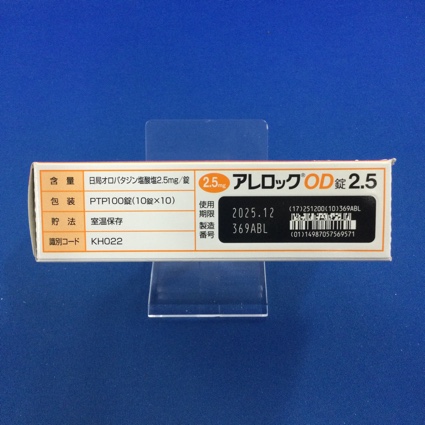 含量 日局オロパタジン塩酸塩2.5mg/錠
包装 PTP100錠(10錠×10)
貯法 室温保存
識別コード KH022
2.5mg アレロック®OD錠 2.5
使用期限 2025.12
製造番号 369ABL
(17)251200(10)369ABL
(01)14987057569571